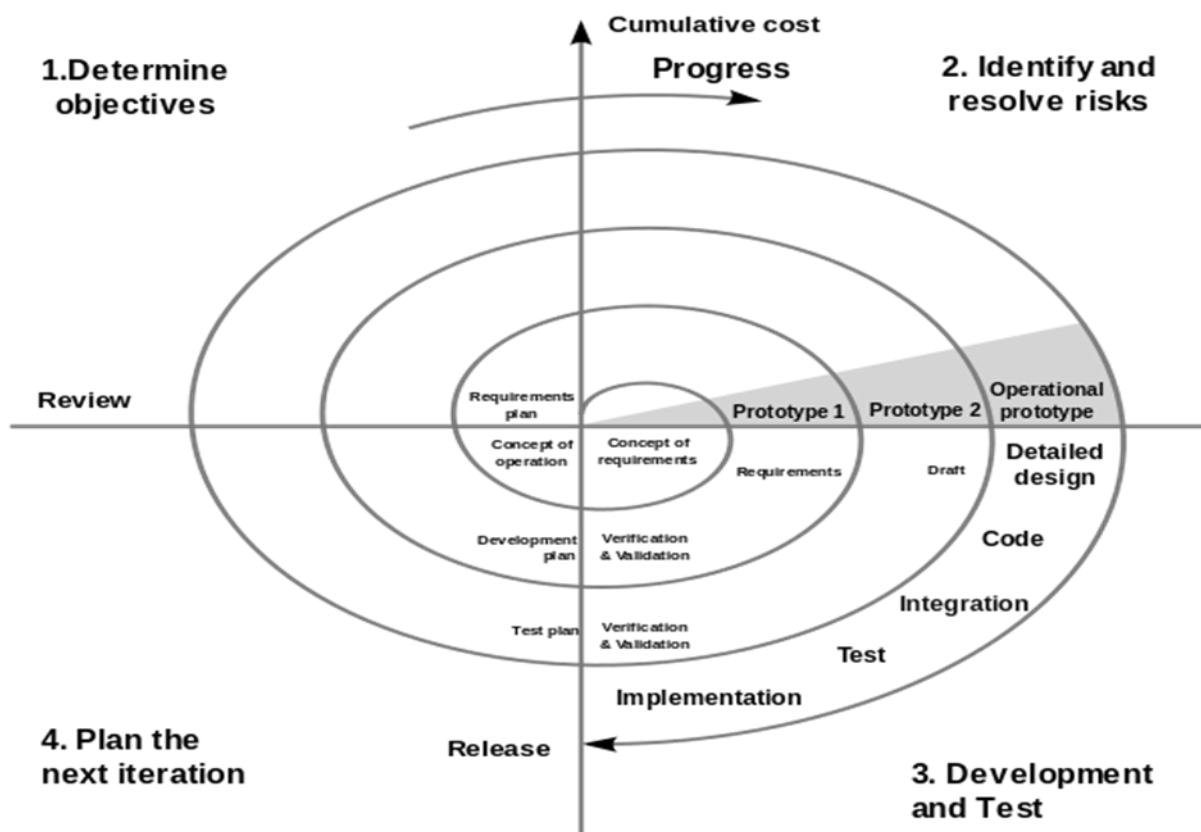 Cumulative cost
1.Determine
objectives
Progress
2. Identify and
resolve risks
Review
Requirements
plan
Prototype 1
Prototype 2
Operational
prototype
Concept of
operation
Concept of
requirements
Requirements
Draft
Detailed
design
Development
plan
Verification
& Validation
Code
Test plan
Verification
& Validation
Integration
Test
Implementation
Release
4. Plan the
next iteration
3. Development
and Test